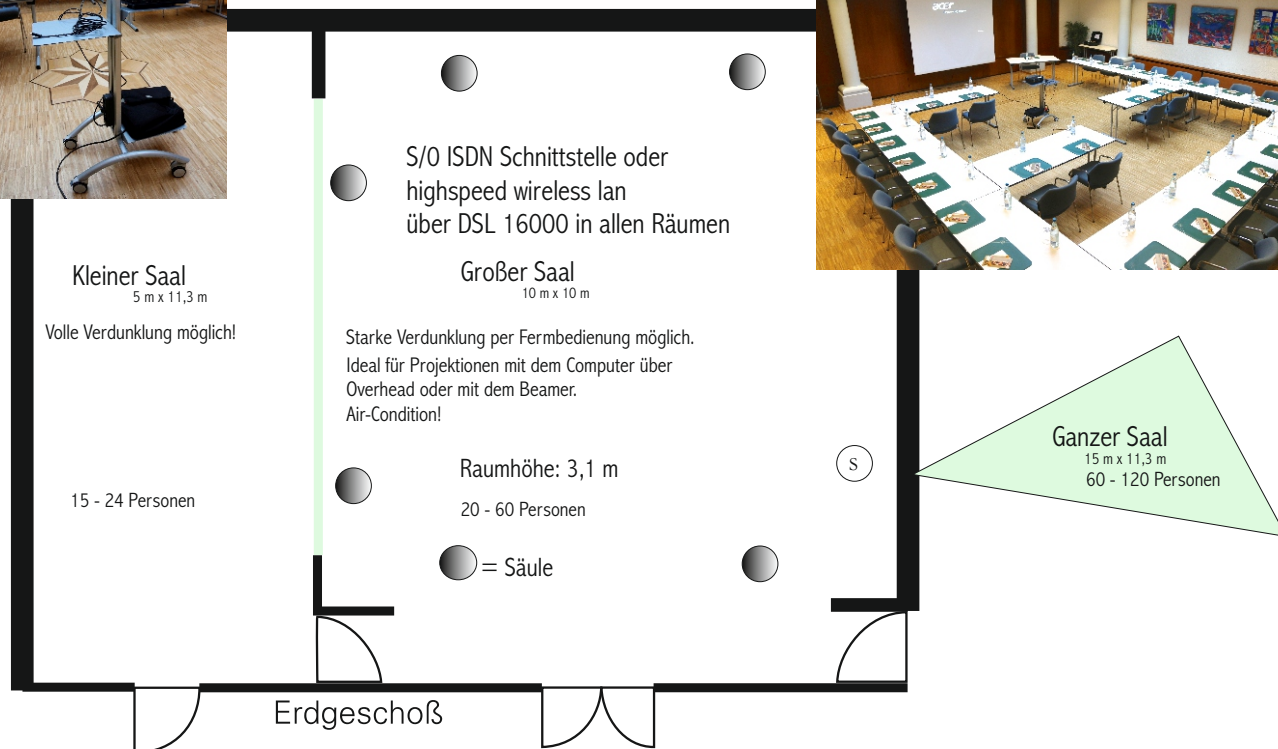 acer
S/0 ISDN Schnittstelle oder
highspeed wireless lan
über DSL 16000 in allen Räumen
Kleiner Saal
5 m x 11,3 m
Volle Verdunklung möglich!
15 - 24 Personen
Großer Saal
10 m x 10 m
Starke Verdunklung per Fermbedienung möglich.
Ideal für Projektionen mit dem Computer über
Overhead oder mit dem Beamer.
Air-Condition!
Raumhöhe: 3,1 m
20 - 60 Personen
= Säule
S
Ganzer Saal
15 m x 11,3 m
60 - 120 Personen
Erdgeschoß